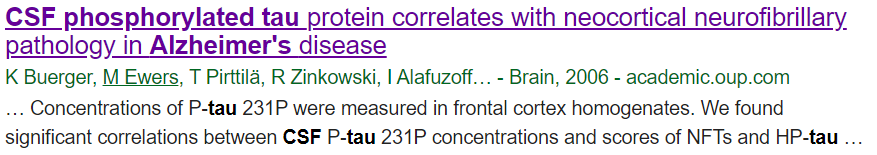 CSF phosphorylated tau protein correlates with neocortical neurofibrillary
pathology in Alzheimer's disease
K Buerger, M Ewers, T Pirttilä, R Zinkowski, I Alafuzoff… - Brain, 2006 - academic.oup.com
… Concentrations of P-tau 231P were measured in frontal cortex homogenates. We found
significant correlations between CSF P-tau 231P concentrations and scores of NFTs and HP-tau …